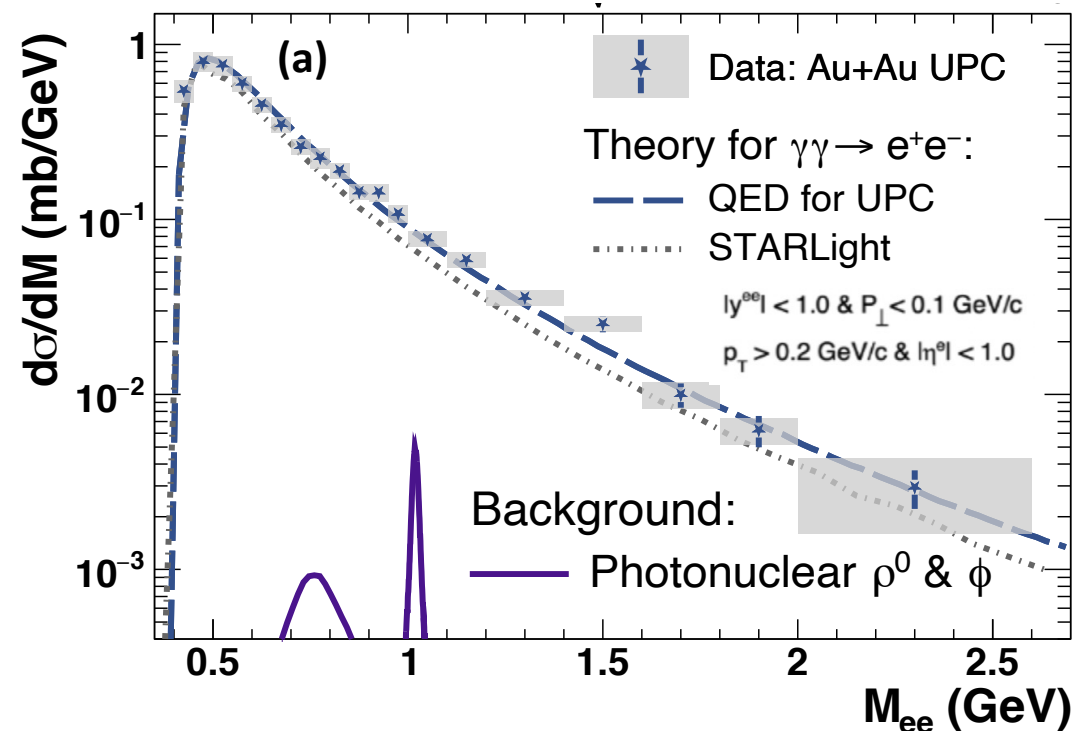 (a)
Data: Au+Au UPC
Theory for γγ→ e⁺e⁻:
QED for UPC
STARLight
|yᵉᵉ| < 1.0 & P⊥ < 0.1 GeV/c
p_T > 0.2 GeV/c & |ηᵉ| < 1.0
Background:
Photonuclear ρ⁰ & ϕ
dσ/dM (mb/GeV)
1
10⁻¹
10⁻²
10⁻³
0.5 1 1.5 2 2.5
M_ee (GeV)